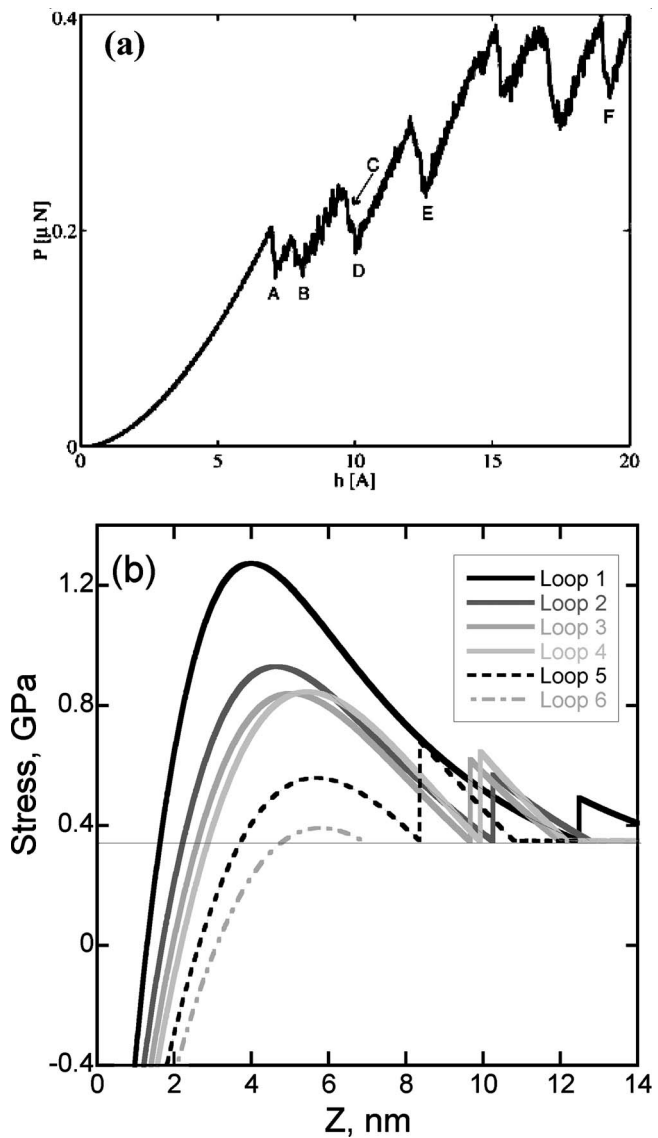 (a)
0.4
0.2
0
P [μ N]
A
B
C
D
E
F
0
5
10
15
20
h [A]
(b)
Loop 1
Loop 2
Loop 3
Loop 4
Loop 5
Loop 6
1.2
0.8
0.4
0
-0.4
Stress, GPa
0
2
4
6
8
10
12
14
Z, nm